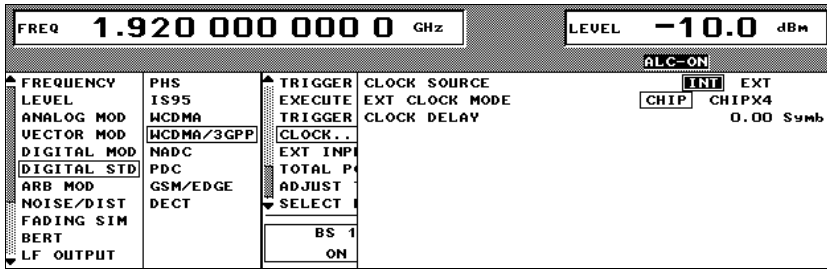 FREQ 1.920 000 000 0 GHz
LEVEL -10.0 dBm
ALC-ON
FREQUENCY
LEVEL
ANALOG MOD
VECTOR MOD
DIGITAL MOD
DIGITAL STD
ARB MOD
NOISE/DIST
FADING SIM
BERT
LF OUTPUT
PHS
IS95
WCDMA
WCDMA/3GPP
NADC
PDC
GSM/EDGE
DECT
TRIGGER
EXECUTE
TRIGGER
CLOCK..
EXT INP
TOTAL P
ADJUST
SELECT
BS 1
ON
CLOCK SOURCE INT EXT
EXT CLOCK MODE CHIP CHIPX4
CLOCK DELAY 0.00 Symb